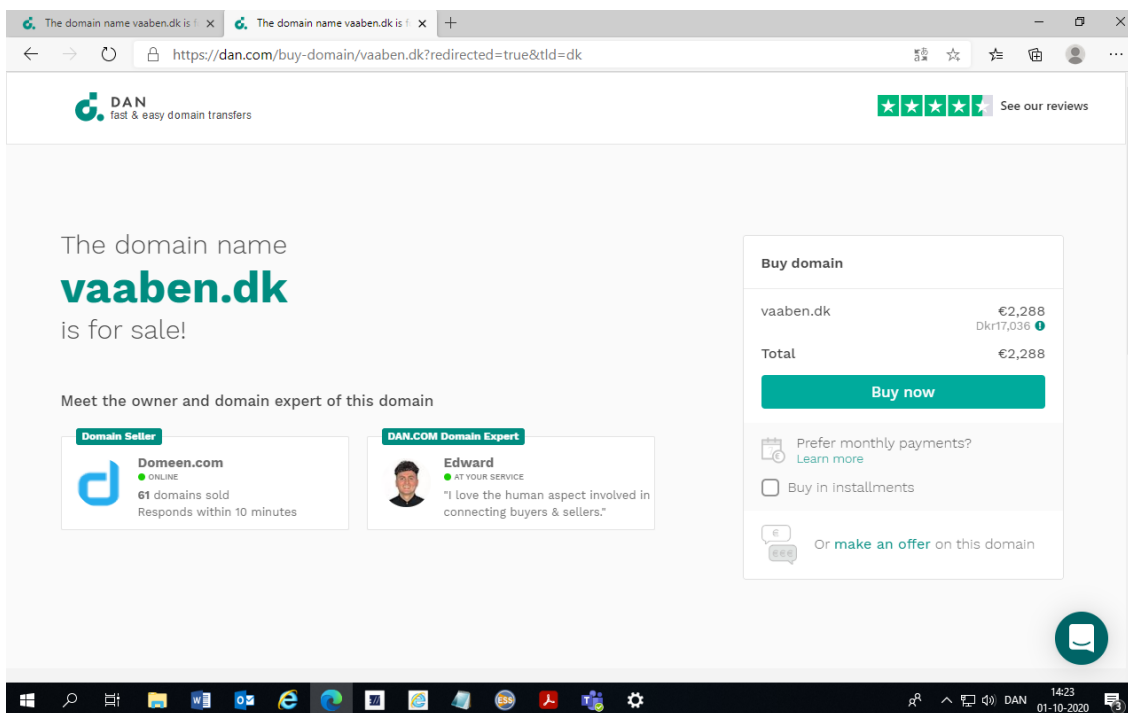 The domain name vaaben.dk is f
The domain name vaaben.dk is f
https://dan.com/buy-domain/vaaben.dk?redirected=true&tld=dk
DAN
fast & easy domain transfers
See our reviews
The domain name
vaaben.dk
is for sale!
Meet the owner and domain expert of this domain
Domain Seller
Domeen.com
ONLINE
61 domains sold
Responds within 10 minutes
DAN.COM Domain Expert
Edward
AT YOUR SERVICE
"I love the human aspect involved in
connecting buyers & sellers."
Buy domain
vaaben.dk €2,288
Dkr17,036
Total €2,288
Buy now
Prefer monthly payments?
Learn more
Buy in installments
Or make an offer on this domain
DAN
14:23
01-10-2020
3